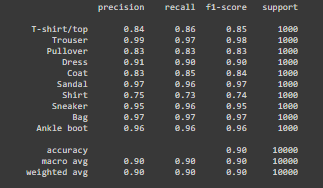 precision recall f1-score support
T-shirt/top 0.84 0.86 0.85 1000
Trouser 0.99 0.97 0.98 1000
Pullover 0.83 0.83 0.83 1000
Dress 0.91 0.90 0.90 1000
Coat 0.83 0.85 0.84 1000
Sandal 0.97 0.96 0.97 1000
Shirt 0.75 0.73 0.74 1000
Sneaker 0.95 0.96 0.95 1000
Bag 0.97 0.97 0.97 1000
Ankle boot 0.96 0.96 0.96 1000
accuracy 0.90 10000
macro avg 0.90 0.90 0.90 10000
weighted avg 0.90 0.90 0.90 10000